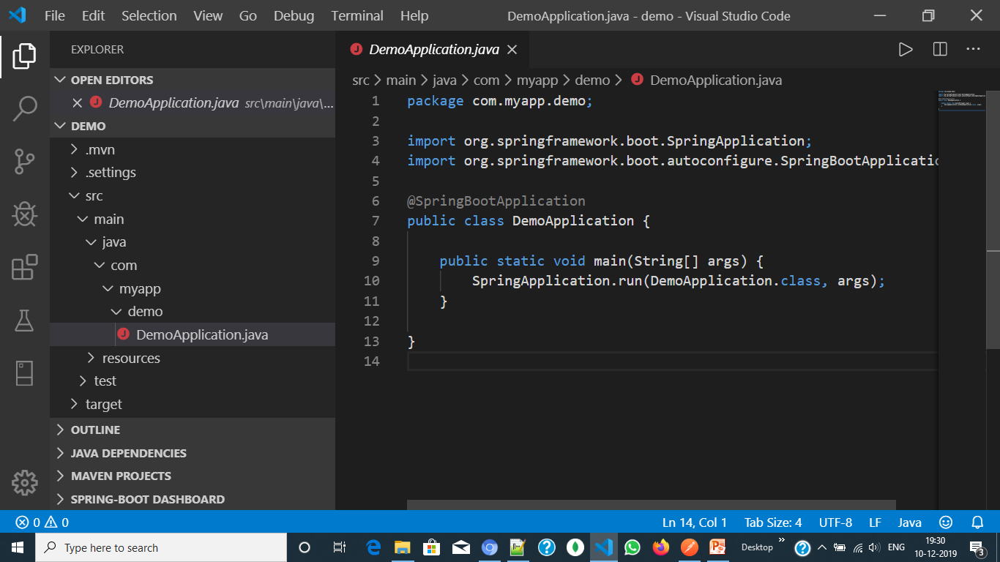 File Edit Selection View Go Debug Terminal Help
DemoApplication.java - demo - Visual Studio Code
EXPLORER
OPEN EDITORS
DemoApplication.java src\main\java\...
DEMO
.mvn
.settings
src
main
java
com
myapp
demo
DemoApplication.java
resources
test
target
OUTLINE
JAVA DEPENDENCIES
MAVEN PROJECTS
SPRING-BOOT DASHBOARD
DemoApplication.java
src > main > java > com > myapp > demo > DemoApplication.java
1 package com.myapp.demo;
2
3 import org.springframework.boot.SpringApplication;
4 import org.springframework.boot.autoconfigure.SpringBootApplicatio
5
6 @SpringBootApplication
7 public class DemoApplication {
8
9 public static void main(String[] args) {
10 SpringApplication.run(DemoApplication.class, args);
11 }
12
13 }
14
0 0
Ln 14, Col 1 Tab Size: 4 UTF-8 LF Java
Type here to search
Desktop
ENG
19:30
10-12-2019
3